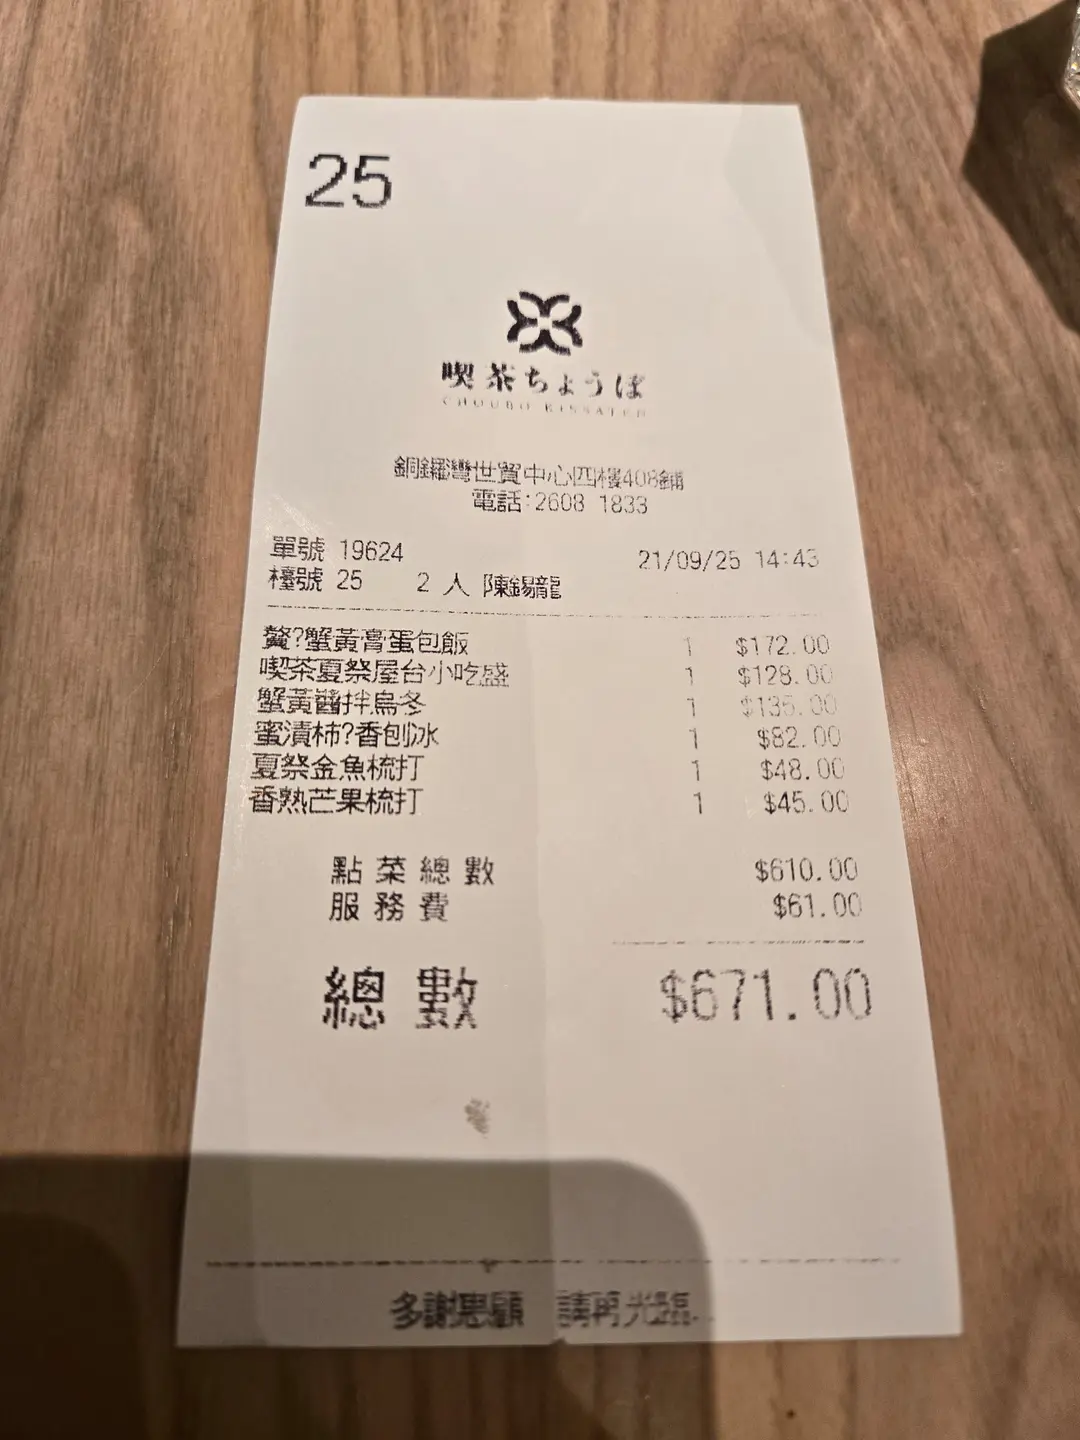 25
喫茶ちょうぼ
CHOUBO KISSATEN
銅鑼灣世貿中心四樓408鋪
電話:2608 1833
單號 19624 21/09/25 14:43
檯號 25 2 人 陳錫龍
?蟹黃膏蛋包飯 1 $172.00
喫茶夏祭屋台小吃盛 1 $128.00
蟹黃醬拌烏冬 1 $135.00
蜜漬柿?香刨冰 1 $82.00
夏祭金魚梳打 1 $48.00
香熟芒果梳打 1 $45.00
點菜總數 $610.00
服務費 $61.00
總數 $671.00
多謝惠顧 請再光臨..